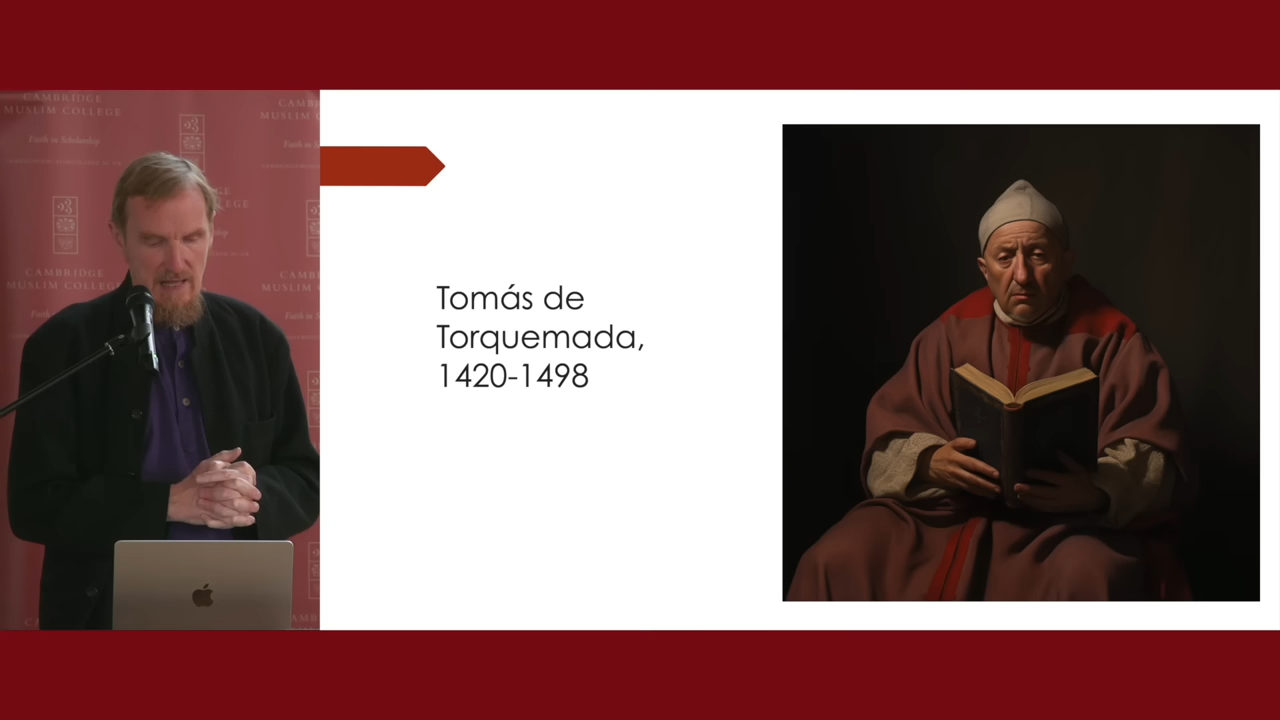 CAMBRIDGE
MUSLIM COLLEGE
Faith in Scholarship
CAMBRIDGE
MUSLIM COLLEGE
Tomás de
Torquemada,
1420-1498